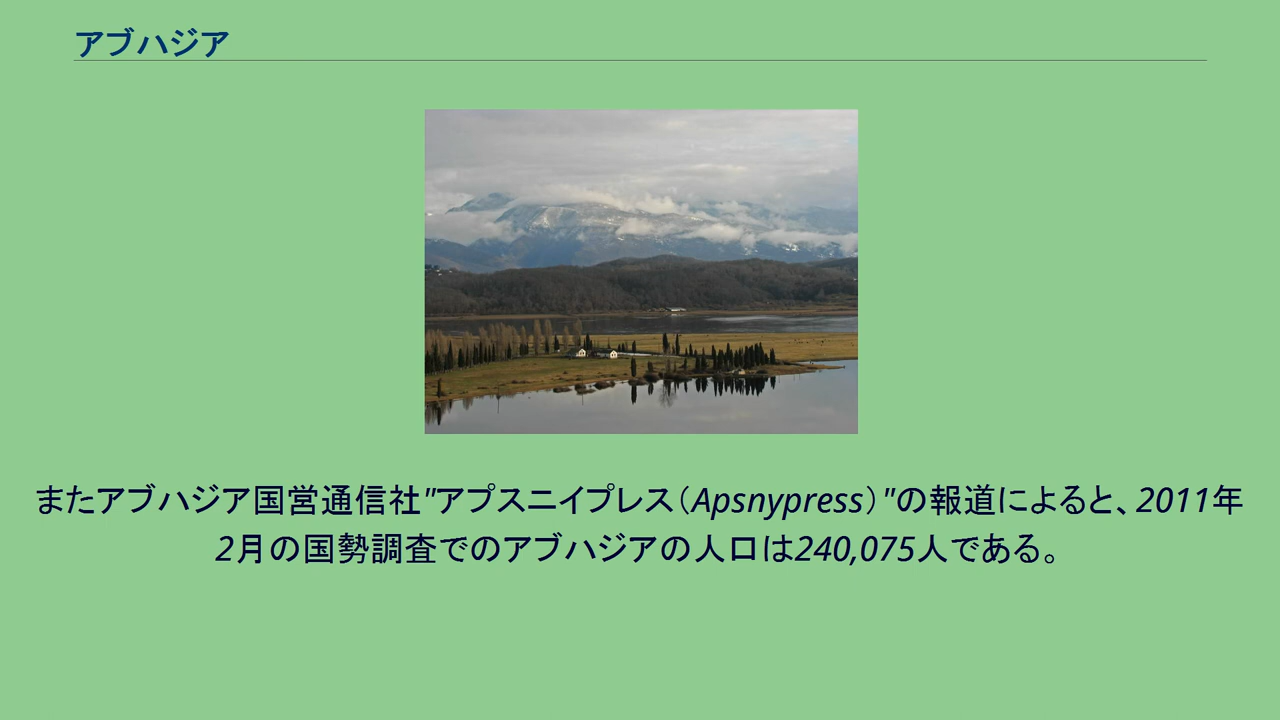 アブハジア
またアブハジア国営通信社"アプスニイプレス（Apsnypress）"の報道によると、2011年
2月の国勢調査でのアブハジアの人口は240,075人である。